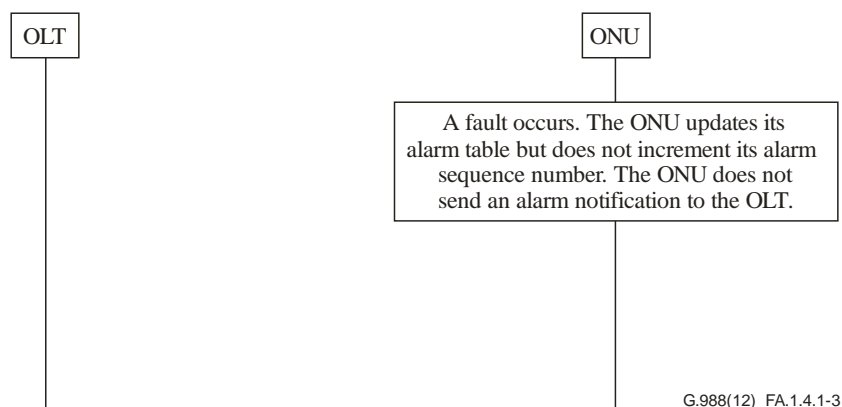 OLT
ONU
A fault occurs. The ONU updates its
alarm table but does not increment its alarm
sequence number. The ONU does not
send an alarm notification to the OLT.
G.988(12)_FA.1.4.1-3